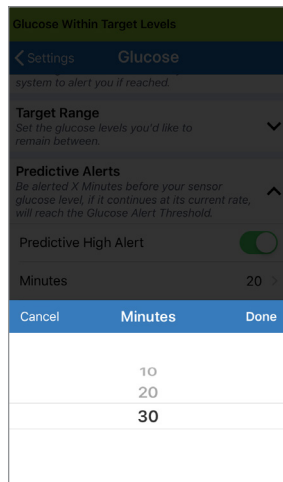 Glucose Within Target Levels
Settings Glucose
system to alert you if reached.
Target Range
Set the glucose levels you'd like to
remain between.
Predictive Alerts
Be alerted X Minutes before your sensor
glucose level, if it continues at its current rate,
will reach the Glucose Alert Threshold.
Predictive High Alert
Minutes 20
Cancel Minutes Done
10
20
30